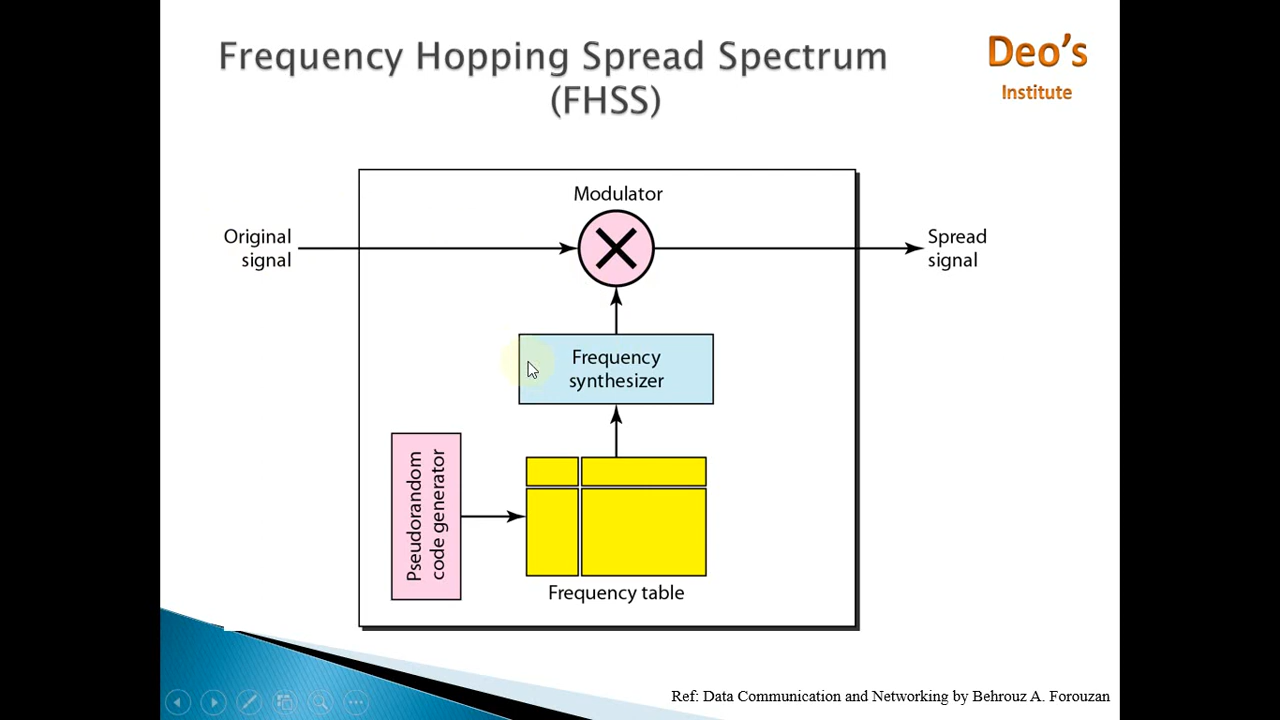 Frequency Hopping Spread Spectrum
(FHSS)
Deo's
Institute
Modulator
Original
signal
Spread
signal
Frequency
synthesizer
Pseudorandom
code generator
Frequency table
Ref: Data Communication and Networking by Behrouz A. Forouzan